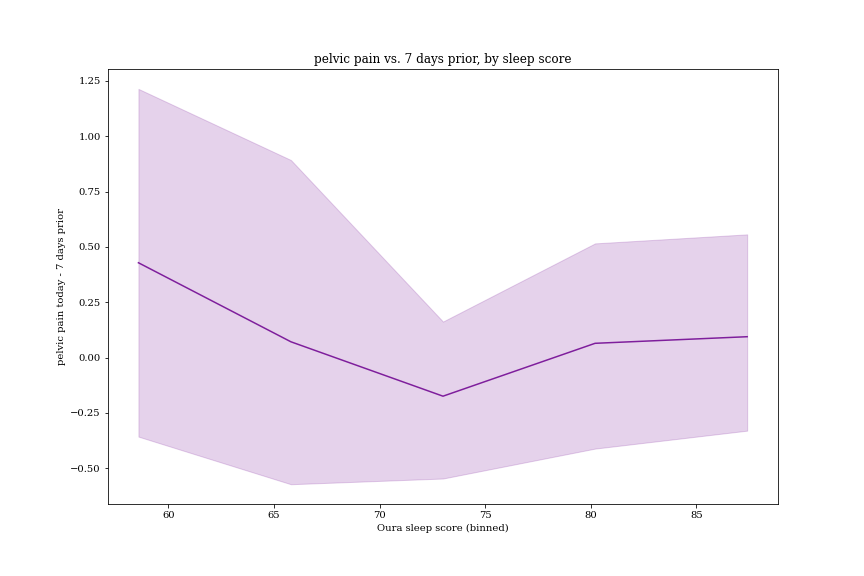 pelvic pain vs. 7 days prior, by sleep score
1.25
1.00
0.75
0.50
0.25
0.00
−0.25
−0.50
pelvic pain today - 7 days prior
60 65 70 75 80 85
Oura sleep score (binned)